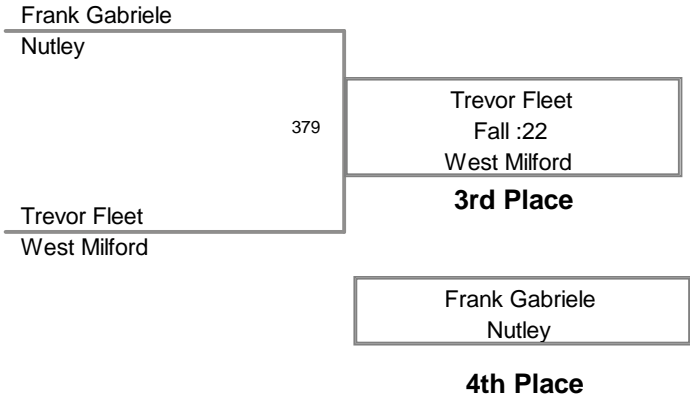 Frank Gabriele
Nutley
379
Trevor Fleet
Fall :22
West Milford
3rd Place
Trevor Fleet
West Milford
Frank Gabriele
Nutley
4th Place